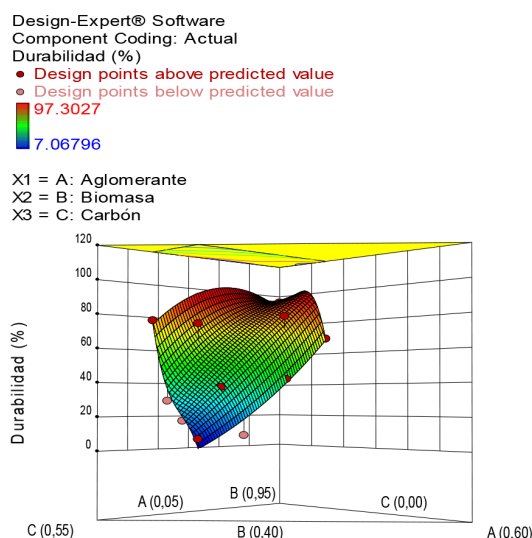 Design-Expert® Software
Component Coding: Actual
Durabilidad (%)
Design points above predicted value
Design points below predicted value
97.3027
7.06796
X1 = A: Aglomerante
X2 = B: Biomasa
X3 = C: Carbón
120
100
80
60
40
20
0
Durabilidad (%)
A (0,05)
B (0,95)
C (0,00)
C (0,55)
B (0,40)
A (0,60)